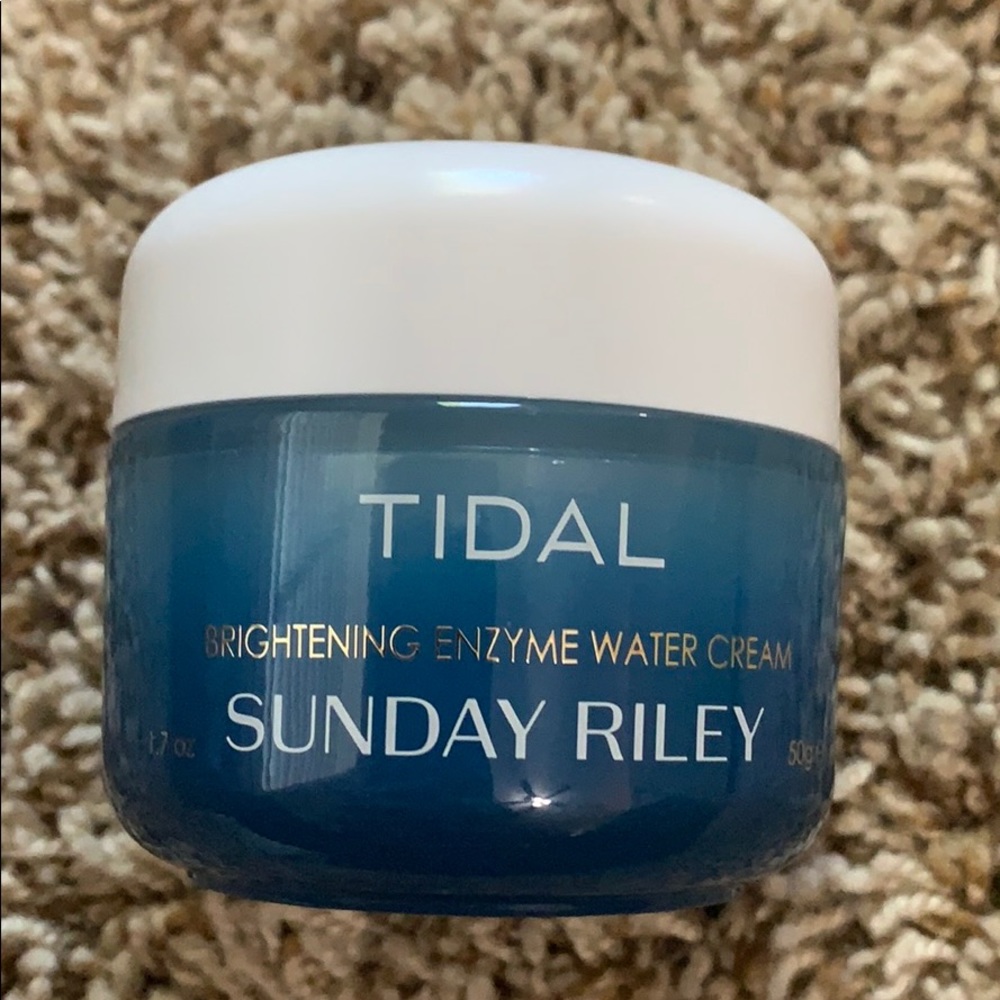 TIDAL
BRIGHTENING ENZYME WATER CREAM
SUNDAY RILEY
1.7 oz
50g